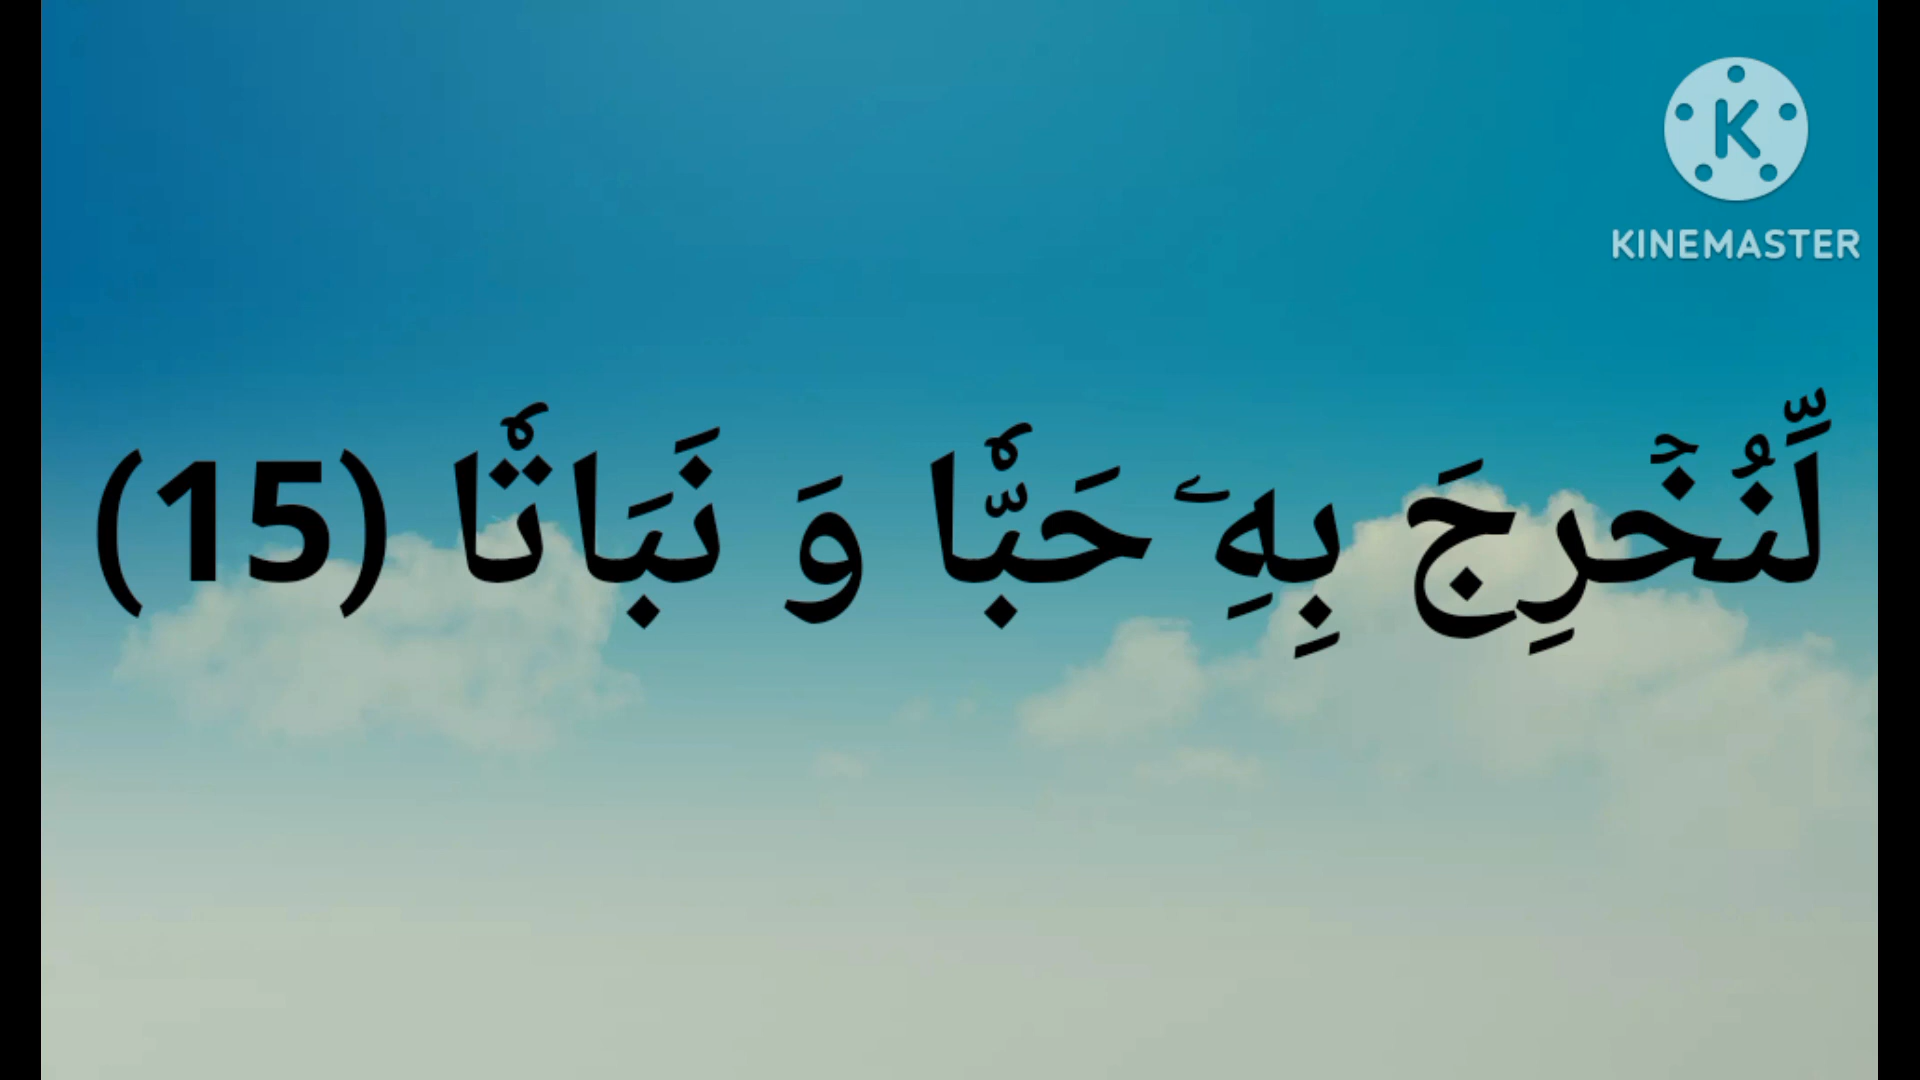 KINEMASTER
لِّنُخْرِجَ بِهٖ حَبًّا وَ نَبَاتًا (15)